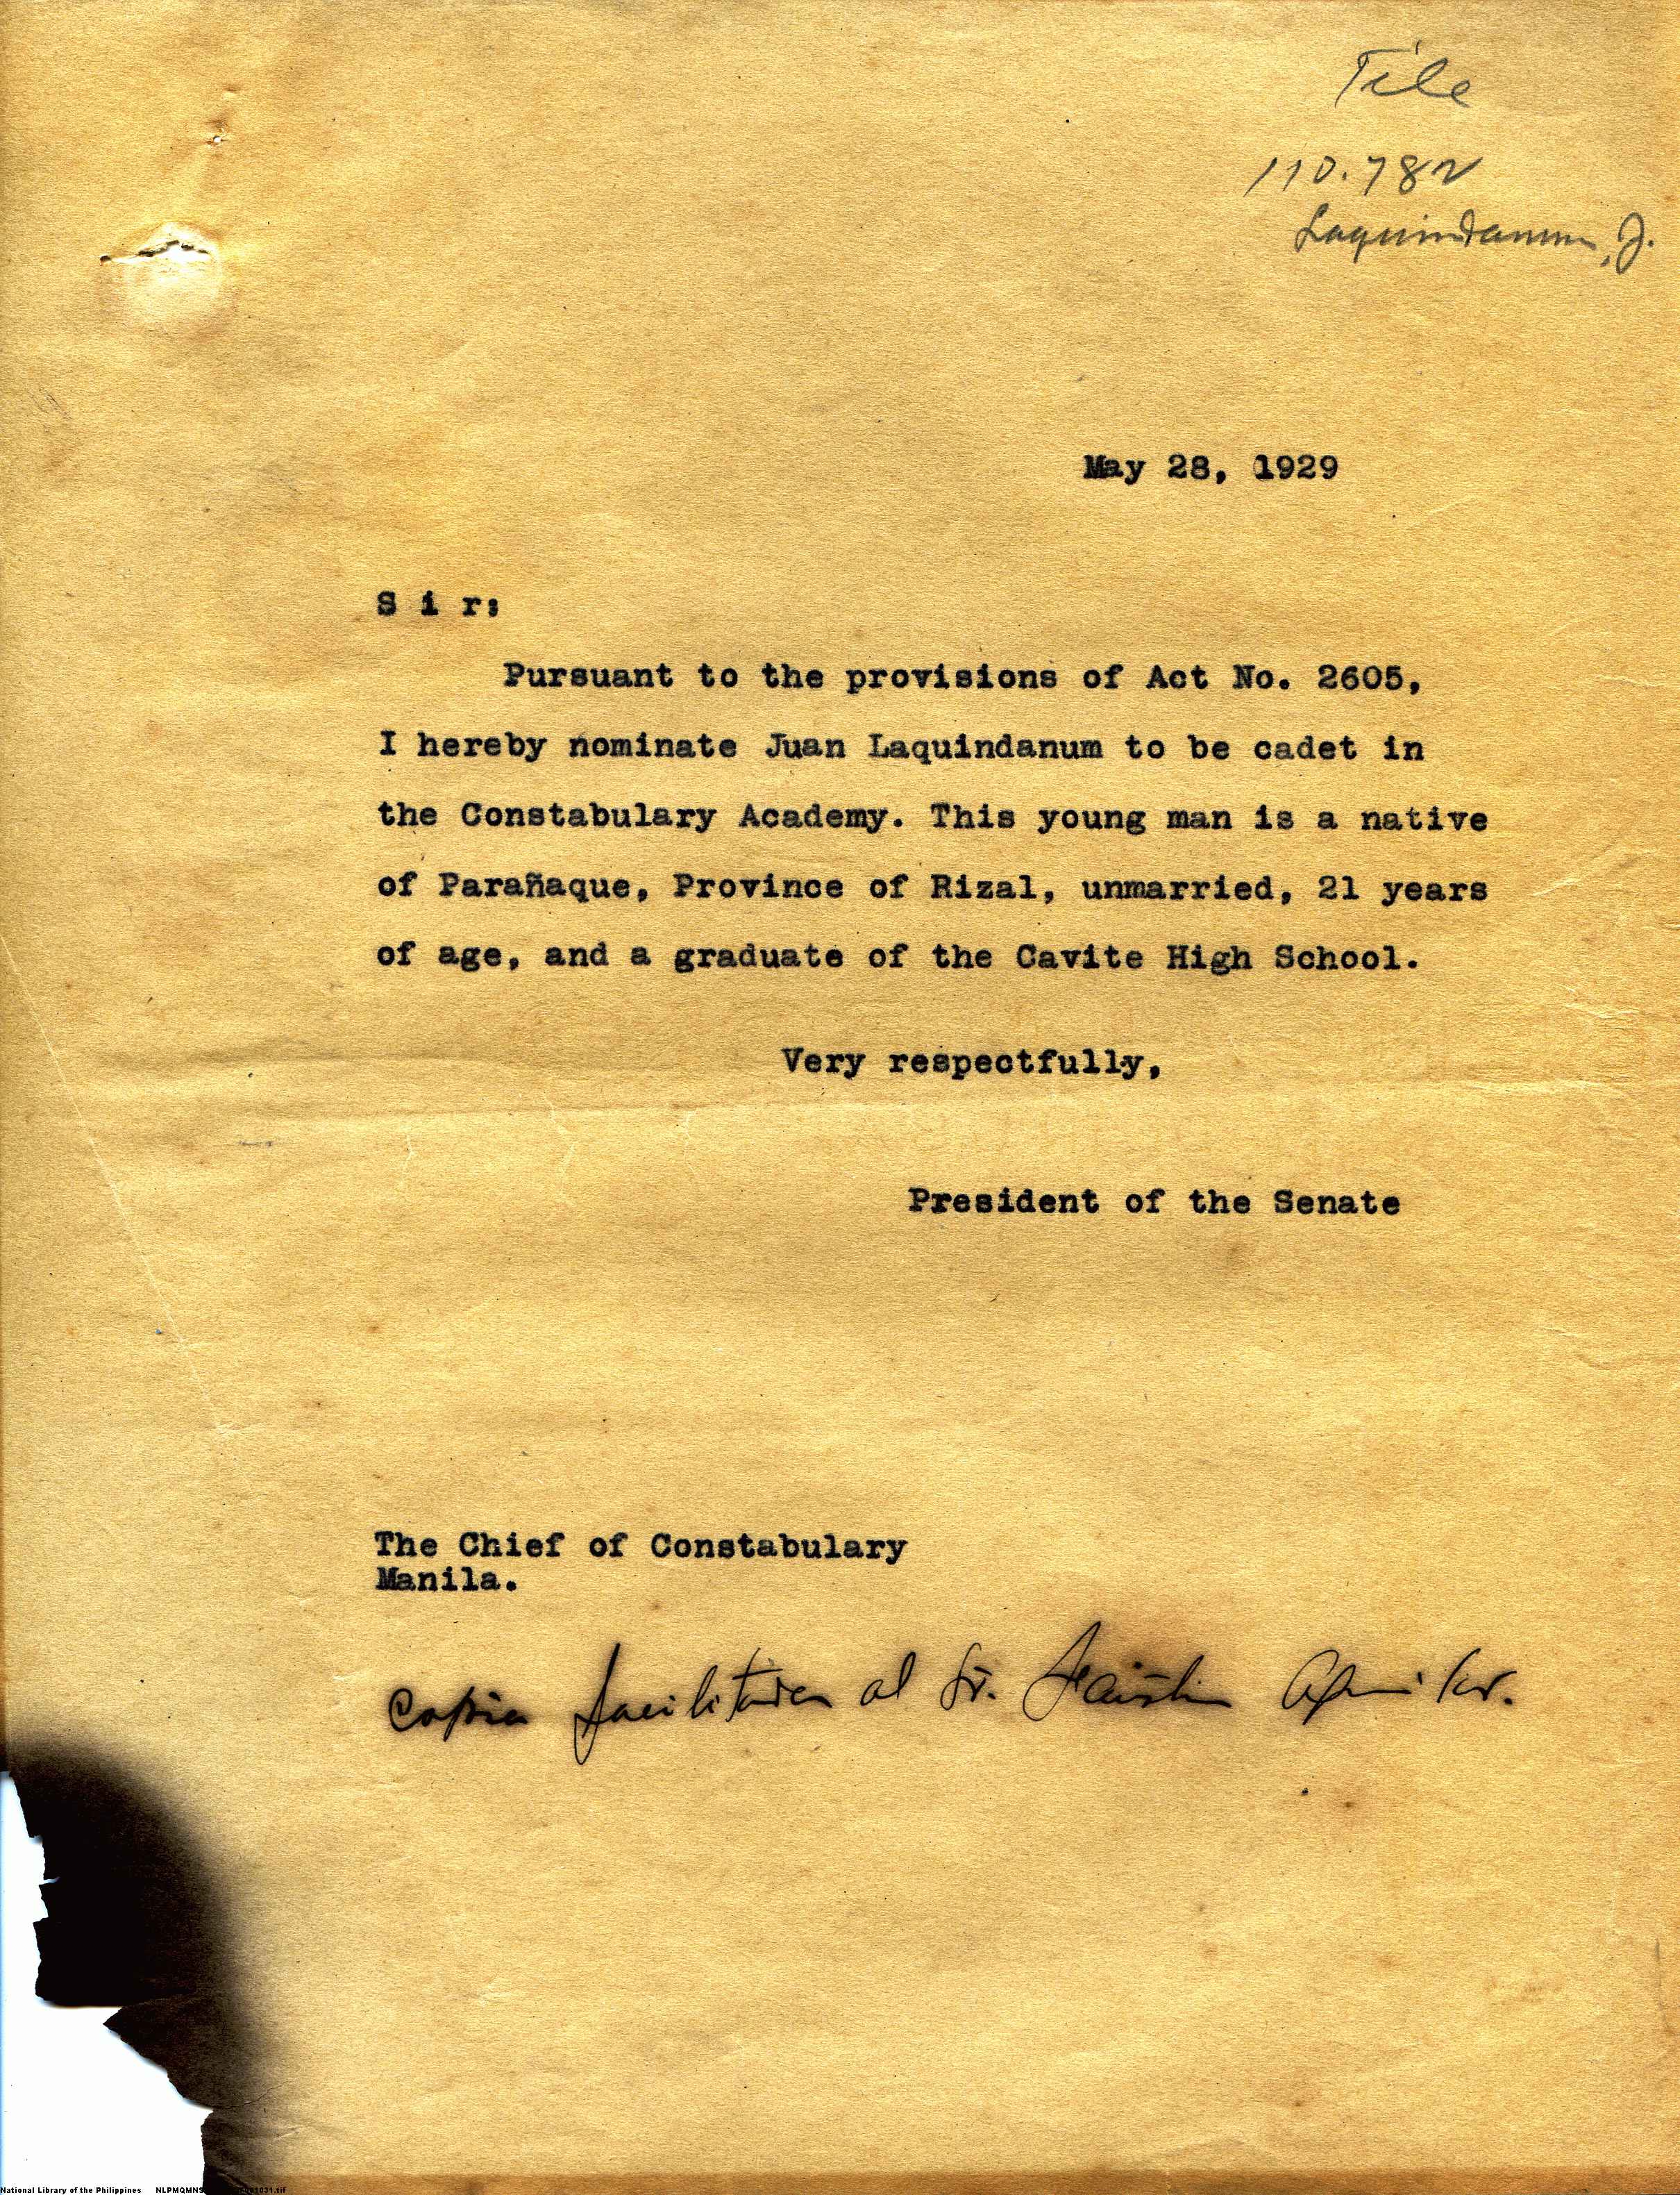 File
110.782
Laquindanum, J.
May 28, 1929
S i r:
Pursuant to the provisions of Act No. 2605,
I hereby nominate Juan Laquindanum to be cadet in
the Constabulary Academy. This young man is a native
of Parañaque, Province of Rizal, unmarried, 21 years
of age, and a graduate of the Cavite High School.
Very respectfully,
President of the Senate
The Chief of Constabulary
Manila.
Copia facilitada al Sr.
National Library of the Philippines